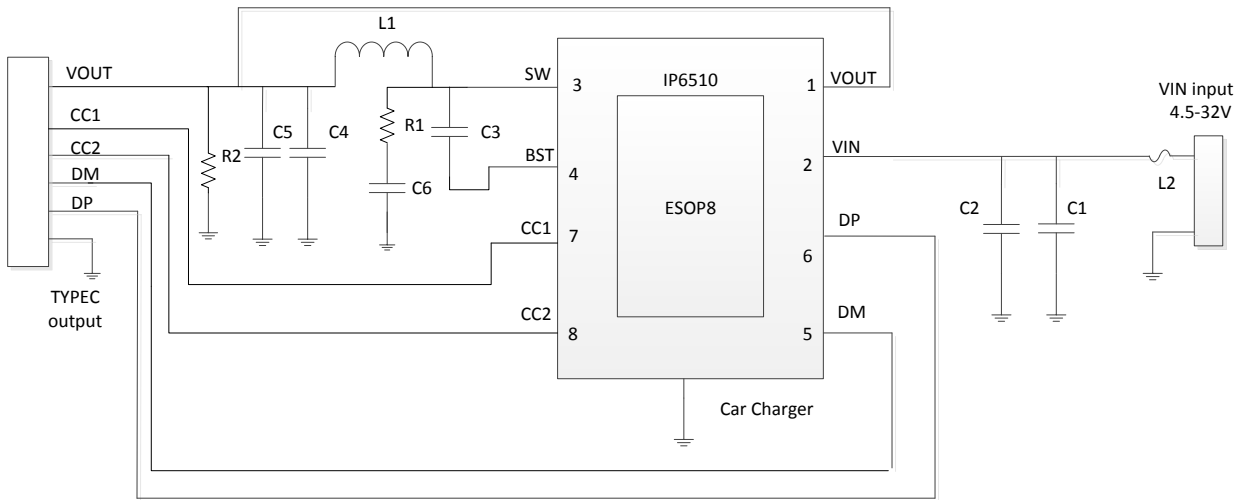 L1
VOUT
CC1
CC2
DM
DP
TYPEC
output
R2
C5
C4
R1
C3
C6
SW
BST
CC1
CC2
3
4
7
8
IP6510
ESOP8
1
2
6
5
VOUT
VIN
DP
DM
Car Charger
C2
C1
L2
VIN input
4.5-32V